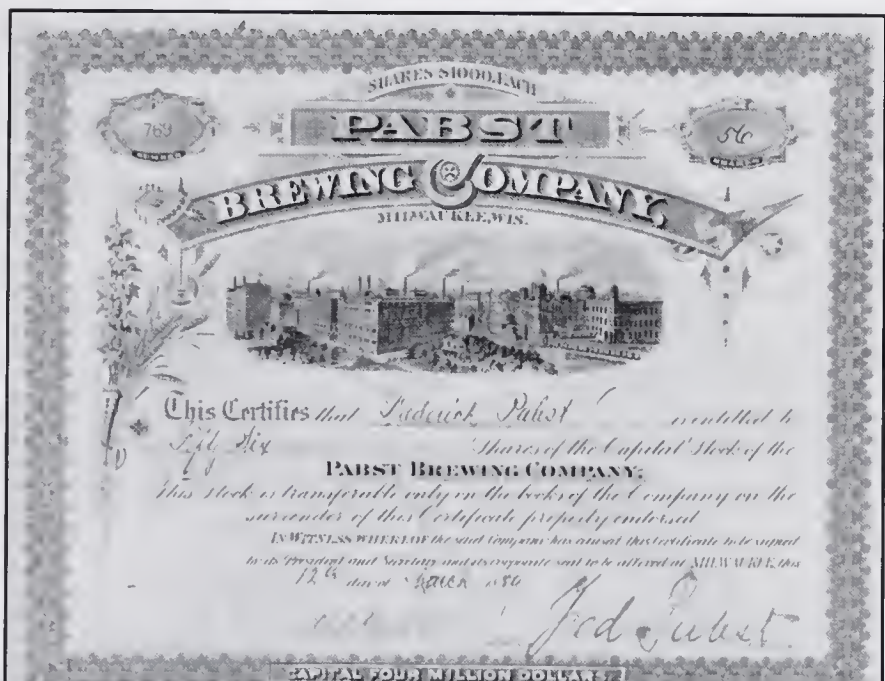 SHARES $1000. EACH
769
NUMBER
PABST
56
SHARES
BREWING COMPANY,
MILWAUKEE, WIS.
This Certifies that Frederick Pabst is entitled to
Fifty Six Shares of the Capital Stock of the
PABST BREWING COMPANY;
This stock is transferable only on the books of the Company on the
surrender of this Certificate properly endorsed
IN WITNESS WHEREOF the said Company has caused this Certificate to be signed
by its President and Secretary and its corporate seal to be affixed at MILWAUKEE, this
12th day of March
Fred Pabst
CAPITAL FOUR MILLION DOLLARS